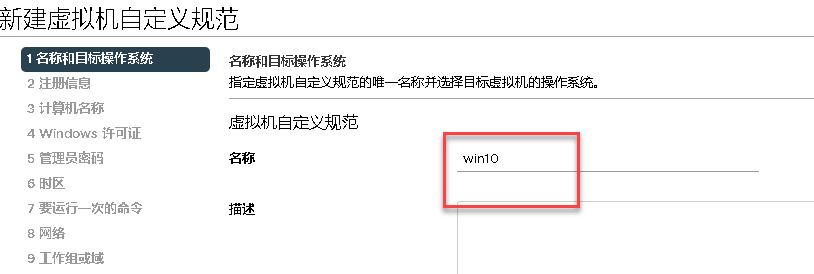 新建虚拟机自定义规范
1 名称和目标操作系统
2 注册信息
3 计算机名称
4 Windows 许可证
5 管理员密码
6 时区
7 要运行一次的命令
8 网络
9 工作组或域
名称和目标操作系统
指定虚拟机自定义规范的唯一名称并选择目标虚拟机的操作系统。
虚拟机自定义规范
名称 win10
描述